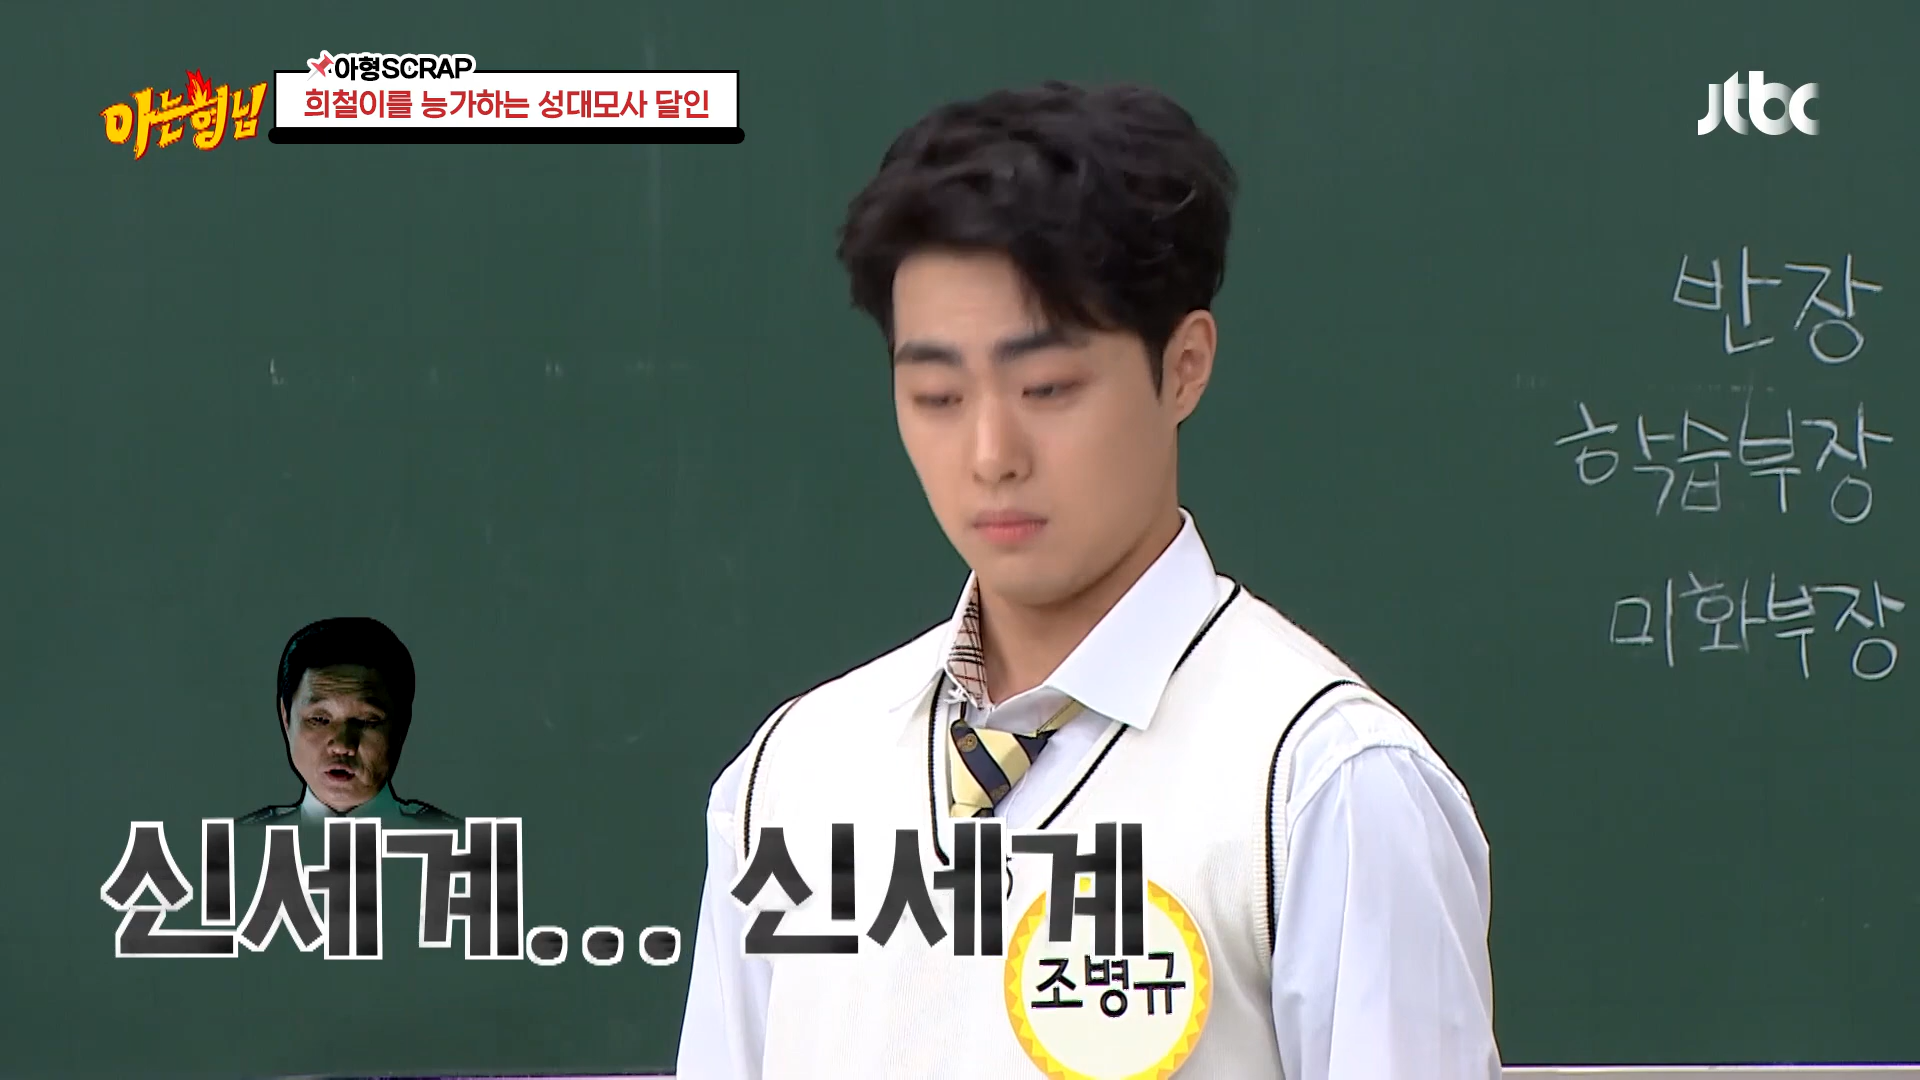 아는형님
아형SCRAP
희철이를 능가하는 성대모사 달인
jtbc
반장
학습부장
미화부장
신세계... 신세계
조병규